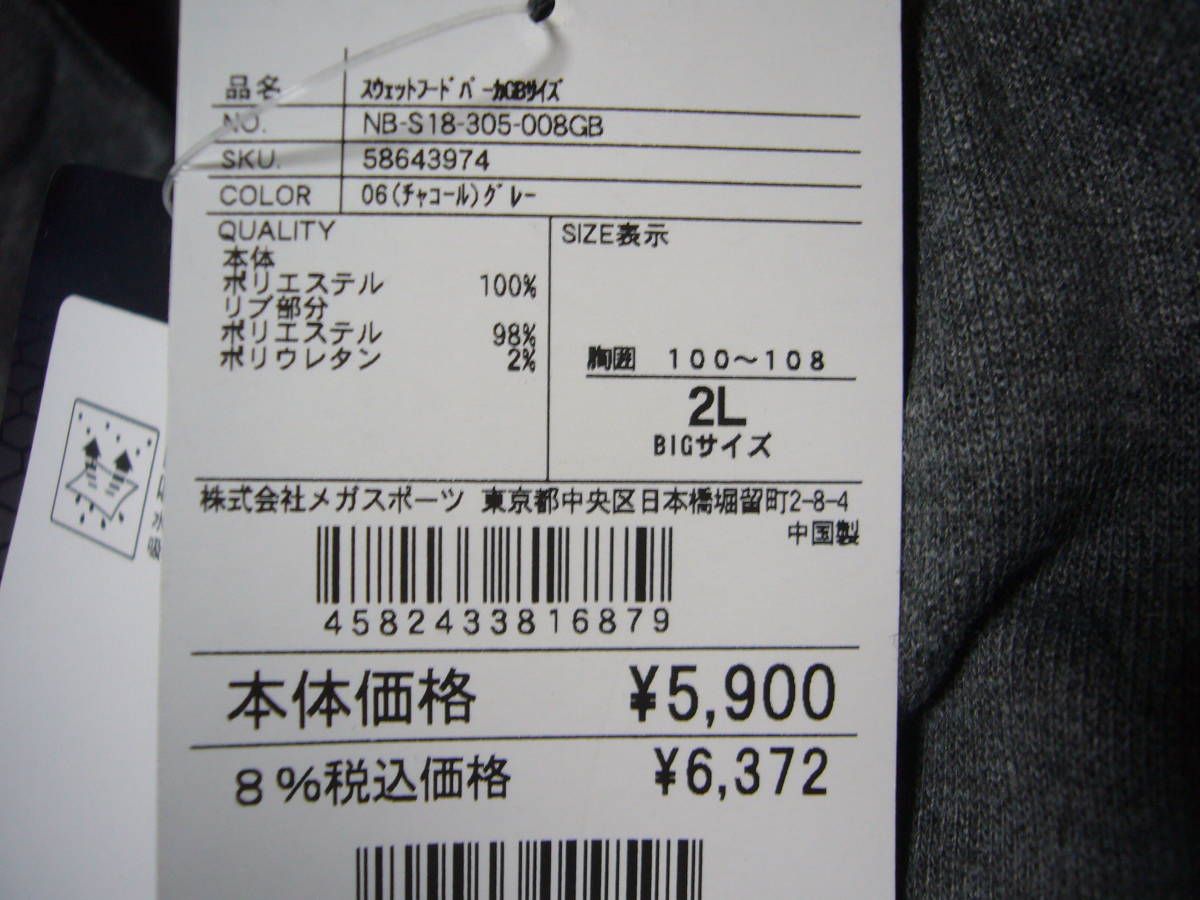 品名 スウェットフードパーカGBサイズ
NO. NB-S18-305-008GB
SKU. 58643974
COLOR 06(チャコール)グレー
QUALITY
本体
ポリエステル 100%
リブ部分
ポリエステル 98%
ポリウレタン 2%
SIZE表示
胸囲 100〜108
2L
BIGサイズ
株式会社メガスポーツ 東京都中央区日本橋堀留町2-8-4
中国製
4582433816879
本体価格 ¥5,900
8%税込価格 ¥6,372
水
吸